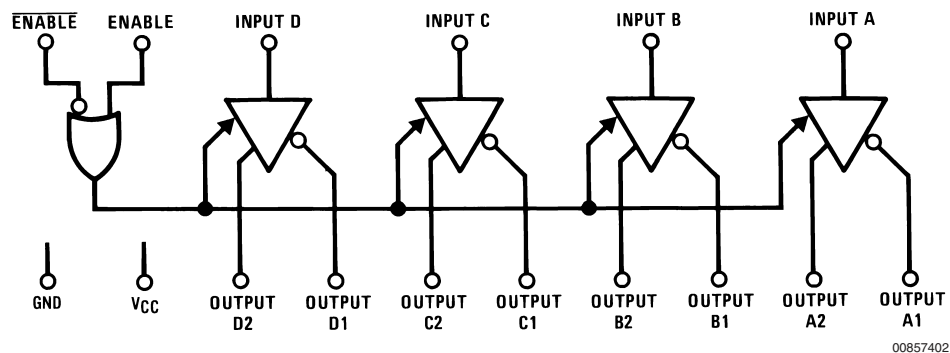 ENABLE ENABLE INPUT D INPUT C INPUT B INPUT A
GND VCC OUTPUT D2 OUTPUT D1 OUTPUT C2 OUTPUT C1 OUTPUT B2 OUTPUT B1 OUTPUT A2 OUTPUT A1
00857402